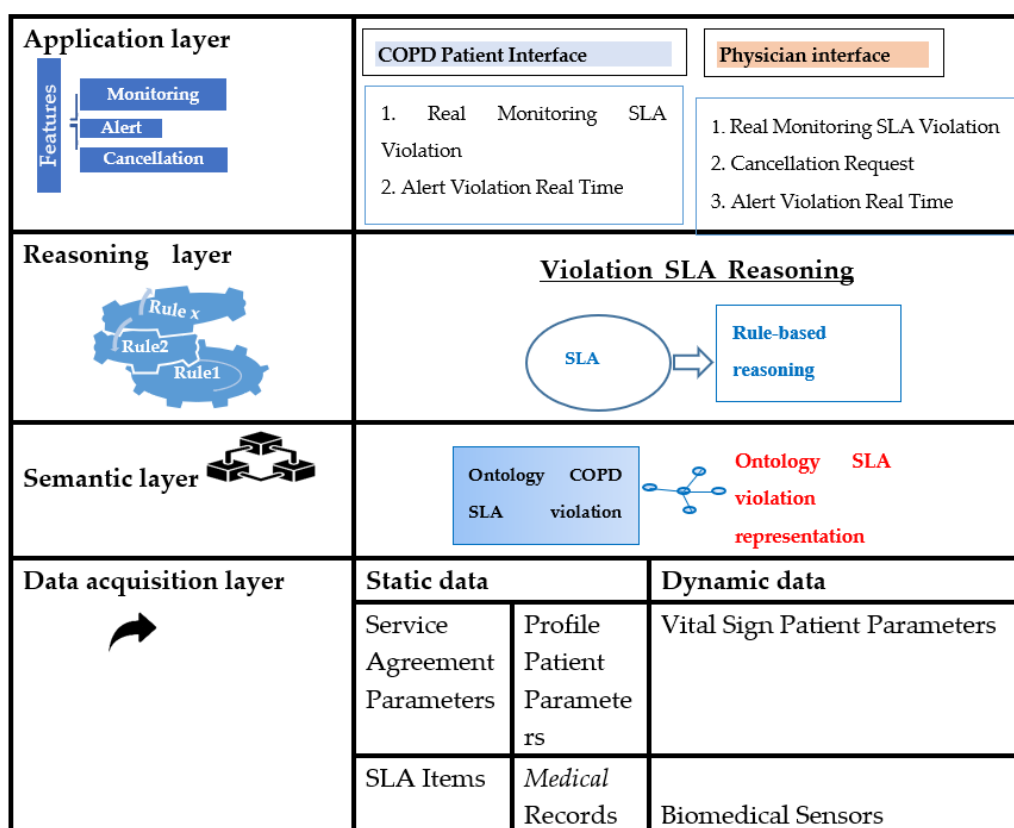 Application layer
Features
Monitoring
Alert
Cancellation
COPD Patient Interface
1. Real Monitoring SLA
Violation
2. Alert Violation Real Time
Physician interface
1. Real Monitoring SLA Violation
2. Cancellation Request
3. Alert Violation Real Time
Reasoning layer
Rule x
Rule2
Rule1
Violation SLA Reasoning
SLA
Rule-based
reasoning
Semantic layer
Ontology COPD
SLA violation
Ontology SLA
violation
representation
Data acquisition layer
Static data
Dynamic data
Service
Agreement
Parameters
Profile
Patient
Paramete
rs
Vital Sign Patient Parameters
SLA Items
Medical
Records
Biomedical Sensors